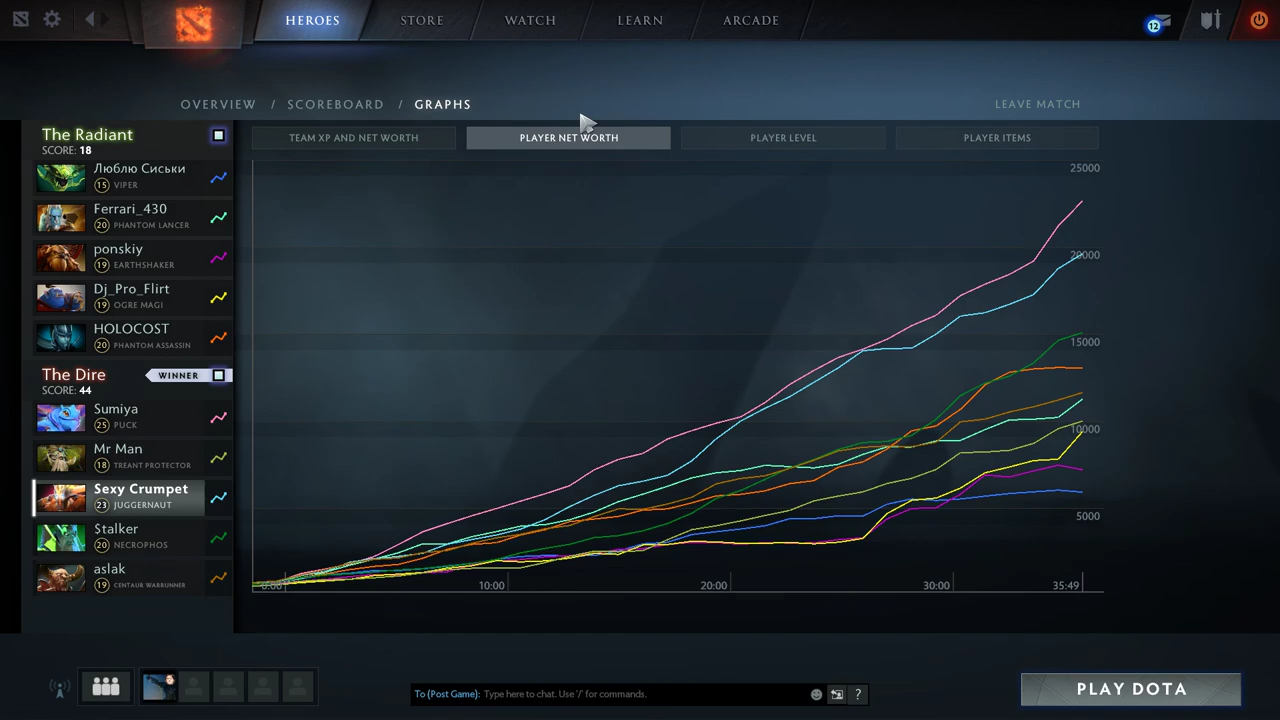 HEROES
STORE
WATCH
LEARN
ARCADE
12
OVERVIEW / SCOREBOARD / GRAPHS
LEAVE MATCH
The Radiant
SCORE: 18
Люблю Сиськи
15 VIPER
Ferrari_430
20 PHANTOM LANCER
ponskiy
19 EARTHSHAKER
Dj_Pro_Flirt
19 OGRE MAGI
HOLOCOST
20 PHANTOM ASSASSIN
The Dire
WINNER
SCORE: 44
Sumiya
25 PUCK
Mr Man
18 TREANT PROTECTOR
Sexy Crumpet
23 JUGGERNAUT
$talker
20 NECROPHOS
aslak
19 CENTAUR WARRUNNER
TEAM XP AND NET WORTH
PLAYER NET WORTH
PLAYER LEVEL
PLAYER ITEMS
25000
20000
15000
10000
5000
0:00
10:00
20:00
30:00
35:49
To (Post Game): Type here to chat. Use '/' for commands.
?
PLAY DOTA